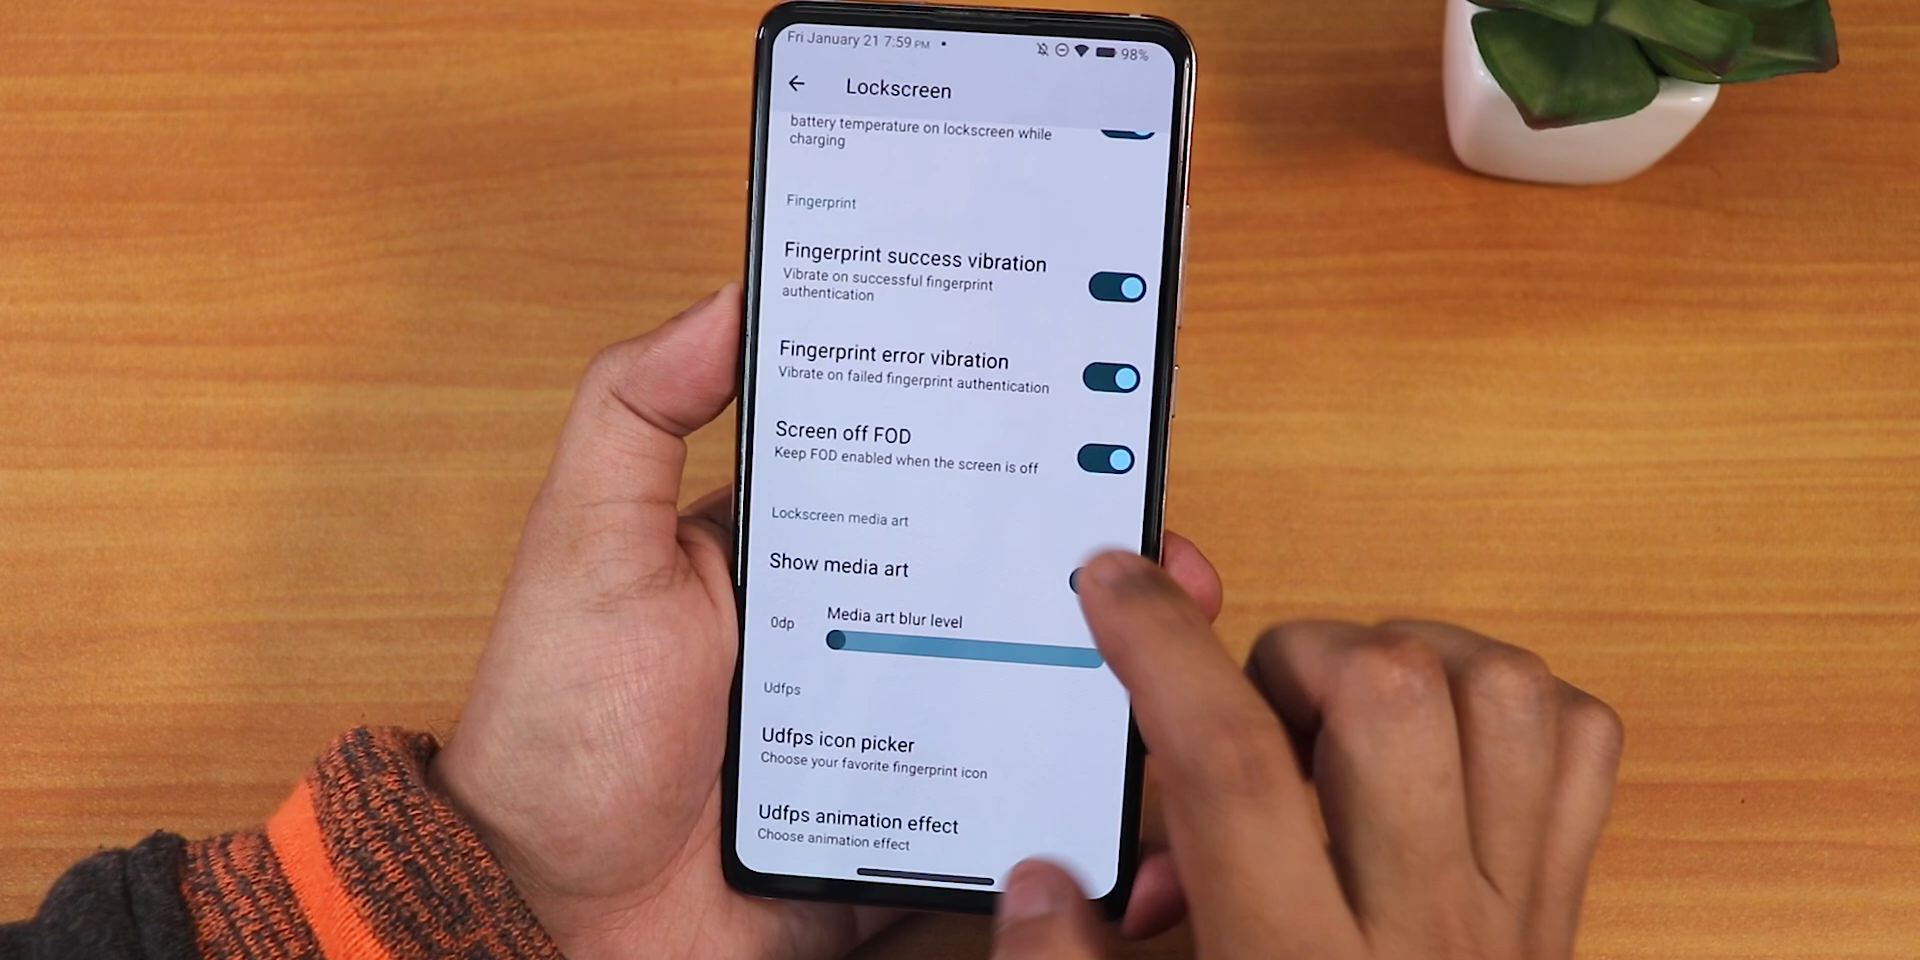 Fri January 21 7:59 PM
98%
Lockscreen
battery temperature on lockscreen while
charging
Fingerprint
Fingerprint success vibration
Vibrate on successful fingerprint
authentication
Fingerprint error vibration
Vibrate on failed fingerprint authentication
Screen off FOD
Keep FOD enabled when the screen is off
Lockscreen media art
Show media art
Media art blur level
0dp
Udfps
Udfps icon picker
Choose your favorite fingerprint icon
Udfps animation effect
Choose animation effect